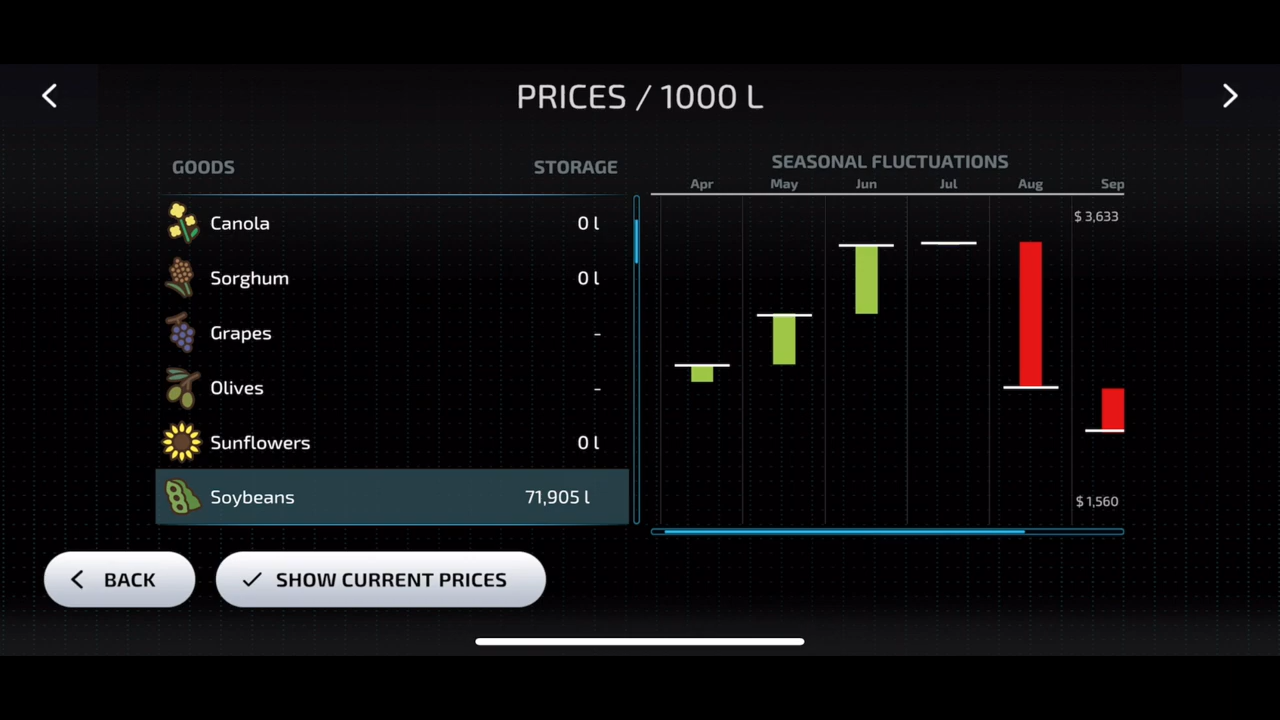 PRICES / 1000 L
GOODS STORAGE
Canola 0 l
Sorghum 0 l
Grapes -
Olives -
Sunflowers 0 l
Soybeans 71,905 l
SEASONAL FLUCTUATIONS
Apr May Jun Jul Aug Sep
$ 3,633
$ 1,560
BACK
SHOW CURRENT PRICES